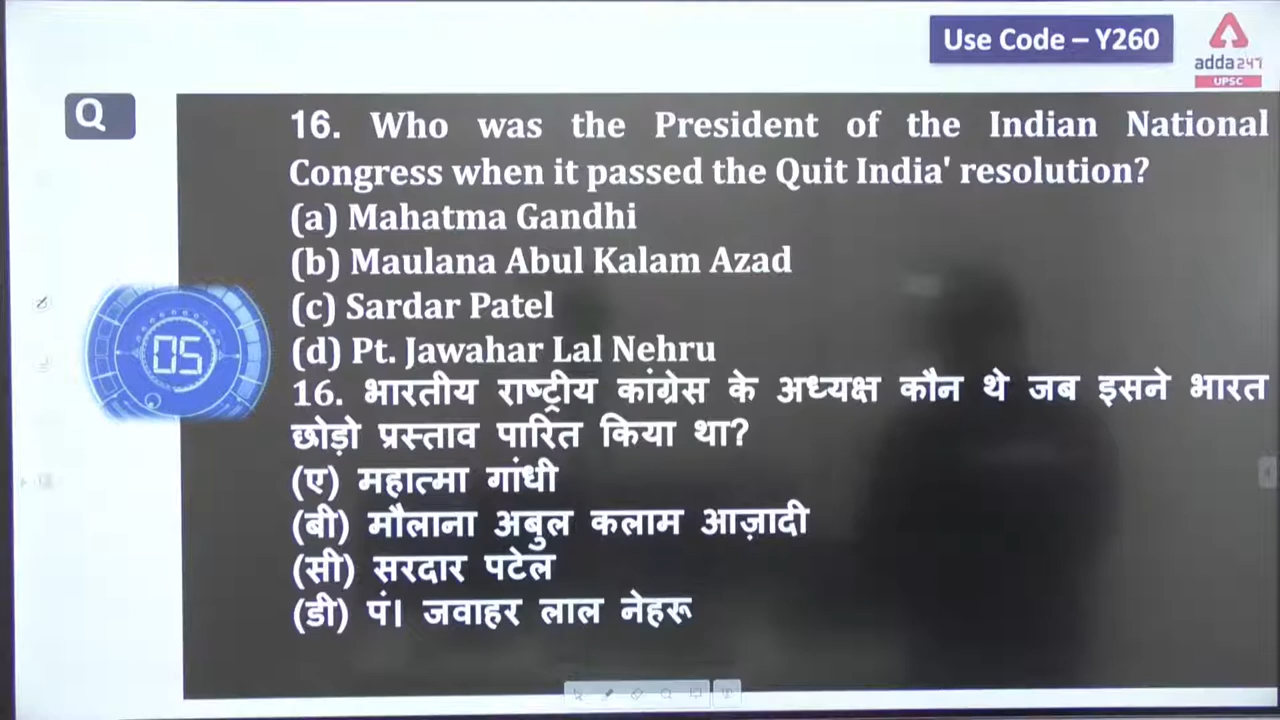 Use Code – Y260
adda247
UPSC
Q
16. Who was the President of the Indian National
Congress when it passed the Quit India' resolution?
(a) Mahatma Gandhi
(b) Maulana Abul Kalam Azad
(c) Sardar Patel
(d) Pt. Jawahar Lal Nehru
05
16. भारतीय राष्ट्रीय कांग्रेस के अध्यक्ष कौन थे जब इसने भारत
छोड़ो प्रस्ताव पारित किया था?
(ए) महात्मा गांधी
(बी) मौलाना अबुल कलाम आज़ादी
(सी) सरदार पटेल
(डी) पं। जवाहर लाल नेहरू